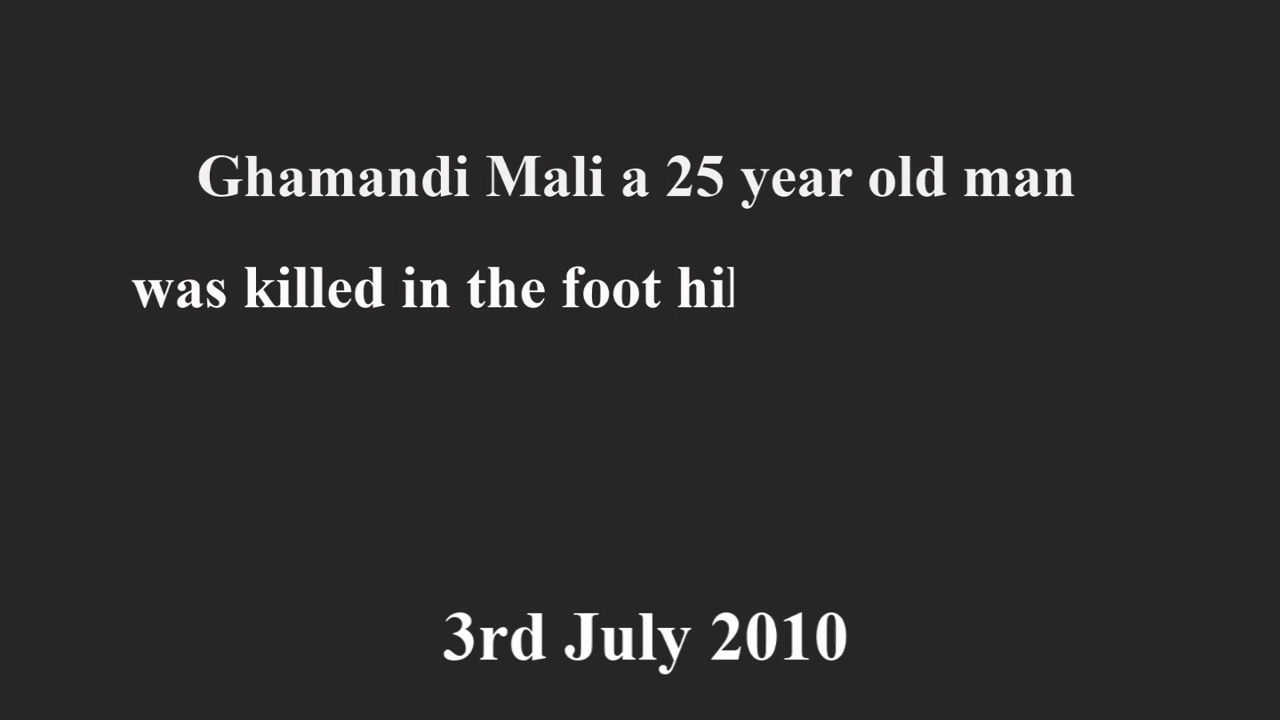 Ghamandi Mali a 25 year old man
was killed in the foot hil
3rd July 2010